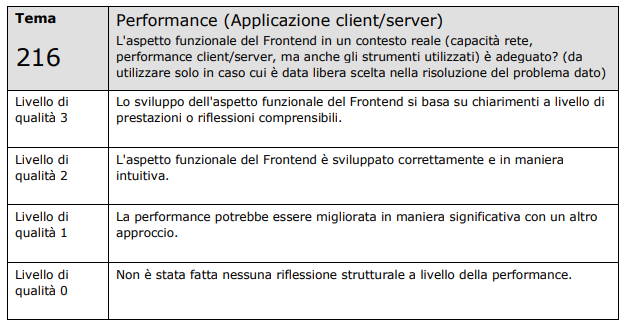 Tema
216
Performance (Applicazione client/server)
L'aspetto funzionale del Frontend in un contesto reale (capacità rete,
performance client/server, ma anche gli strumenti utilizzati) è adeguato? (da
utilizzare solo in caso cui è data libera scelta nella risoluzione del problema dato)
Livello di
qualità 3
Lo sviluppo dell'aspetto funzionale del Frontend si basa su chiarimenti a livello di
prestazioni o riflessioni comprensibili.
Livello di
qualità 2
L'aspetto funzionale del Frontend è sviluppato correttamente e in maniera
intuitiva.
Livello di
qualità 1
La performance potrebbe essere migliorata in maniera significativa con un altro
approccio.
Livello di
qualità 0
Non è stata fatta nessuna riflessione strutturale a livello della performance.